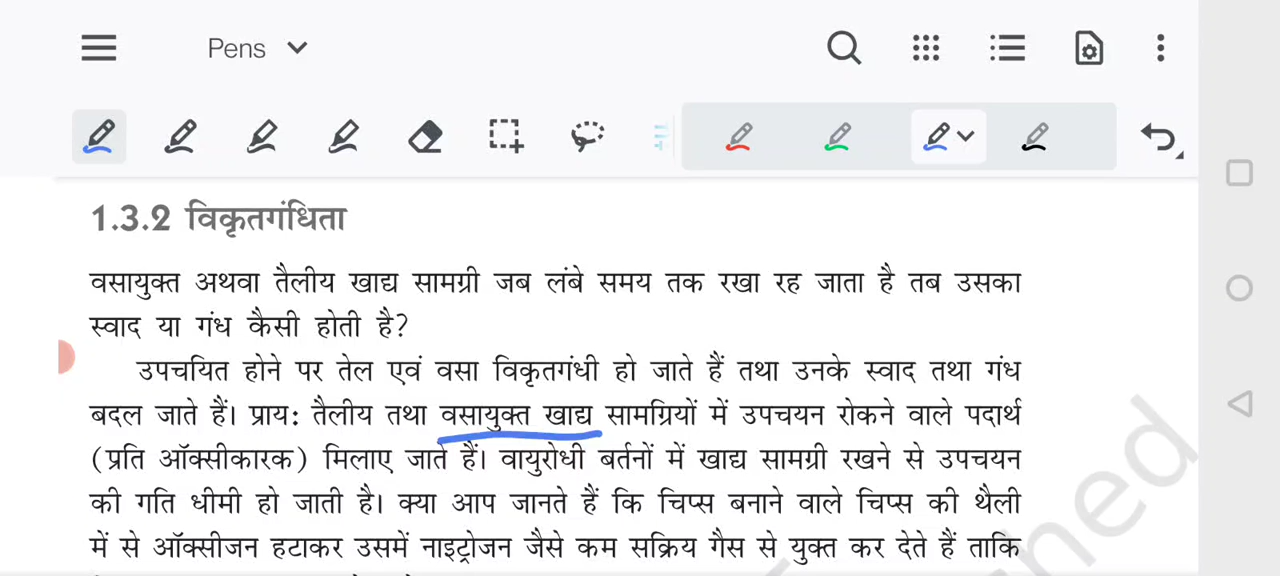 Pens
1.3.2 विकृतगंधिता
वसायुक्त अथवा तैलीय खाद्य सामग्री जब लंबे समय तक रखा रह जाता है तब उसका
स्वाद या गंध कैसी होती है?
उपचयित होने पर तेल एवं वसा विकृतगंधी हो जाते हैं तथा उनके स्वाद तथा गंध
बदल जाते हैं। प्राय: तैलीय तथा वसायुक्त खाद्य सामग्रियों में उपचयन रोकने वाले पदार्थ
(प्रति ऑक्सीकारक) मिलाए जाते हैं। वायुरोधी बर्तनों में खाद्य सामग्री रखने से उपचयन
की गति धीमी हो जाती है। क्या आप जानते हैं कि चिप्स बनाने वाले चिप्स की थैली
में से ऑक्सीजन हटाकर उसमें नाइट्रोजन जैसे कम सक्रिय गैस से युक्त कर देते हैं ताकि